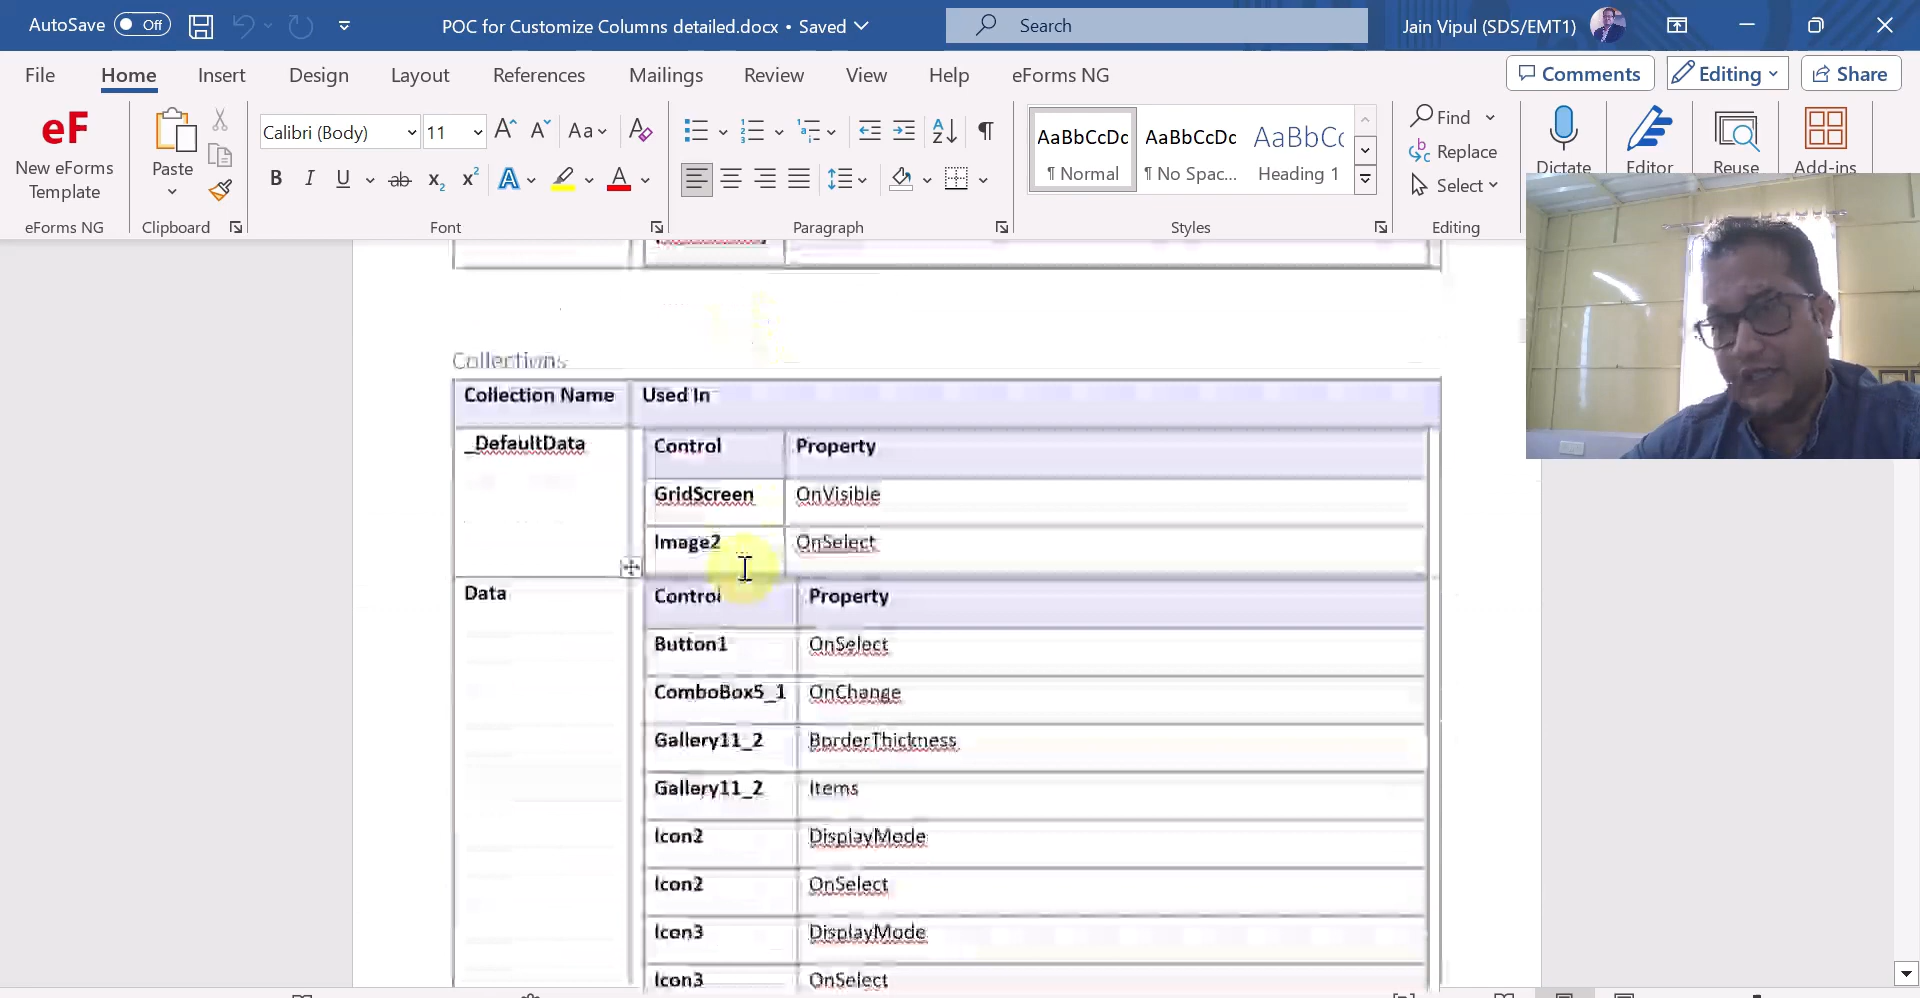 AutoSave Off
POC for Customize Columns detailed.docx • Saved
Search
Jain Vipul (SDS/EMT1)
File Home Insert Design Layout References Mailings Review View Help eForms NG
Comments Editing Share
eF
New eForms
Template
eForms NG
Paste
Clipboard
Calibri (Body) 11
Font
Paragraph
AaBbCcDc
¶ Normal
AaBbCcDc
¶ No Spac...
AaBbCc
Heading 1
Styles
Find
Replace
Select
Editing
Dictate
Editor
Reuse
Add-ins
Collections
Collection Name Used In
_DefaultData Control Property
GridScreen OnVisible
Image2 OnSelect
Data Control Property
Button1 OnSelect
ComboBox5_1 OnChange
Gallery11_2 BorderThickness
Gallery11_2 Items
Icon2 DisplayMode
Icon2 OnSelect
Icon3 DisplayMode
Icon3 OnSelect